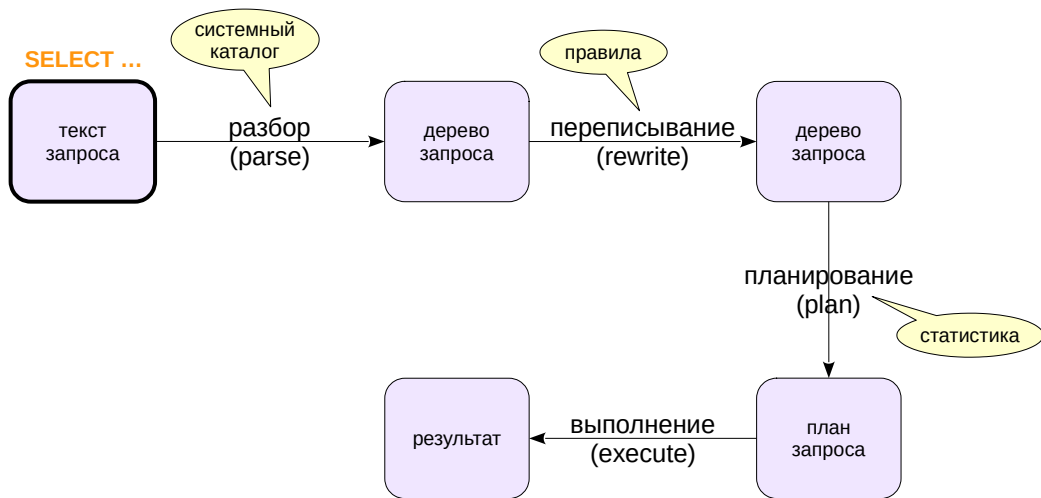 системный
каталог
SELECT ...
текст
запроса
разбор
(parse)
дерево
запроса
правила
переписывание
(rewrite)
дерево
запроса
планирование
(plan)
статистика
план
запроса
выполнение
(execute)
результат